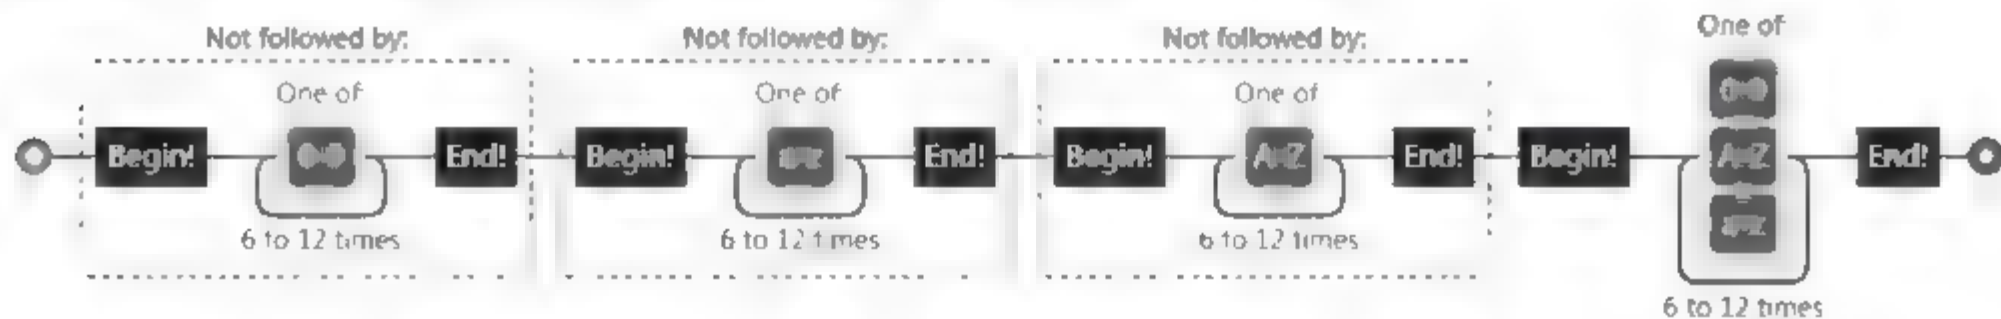 One of
Not followed by: Not followed by: Not followed by:
One of One of One of
Begin! 0-9 End! Begin! a-z End! Begin! A-Z End! Begin! A-Z End!
a-z
6 to 12 times 6 to 12 times 6 to 12 times
6 to 12 times